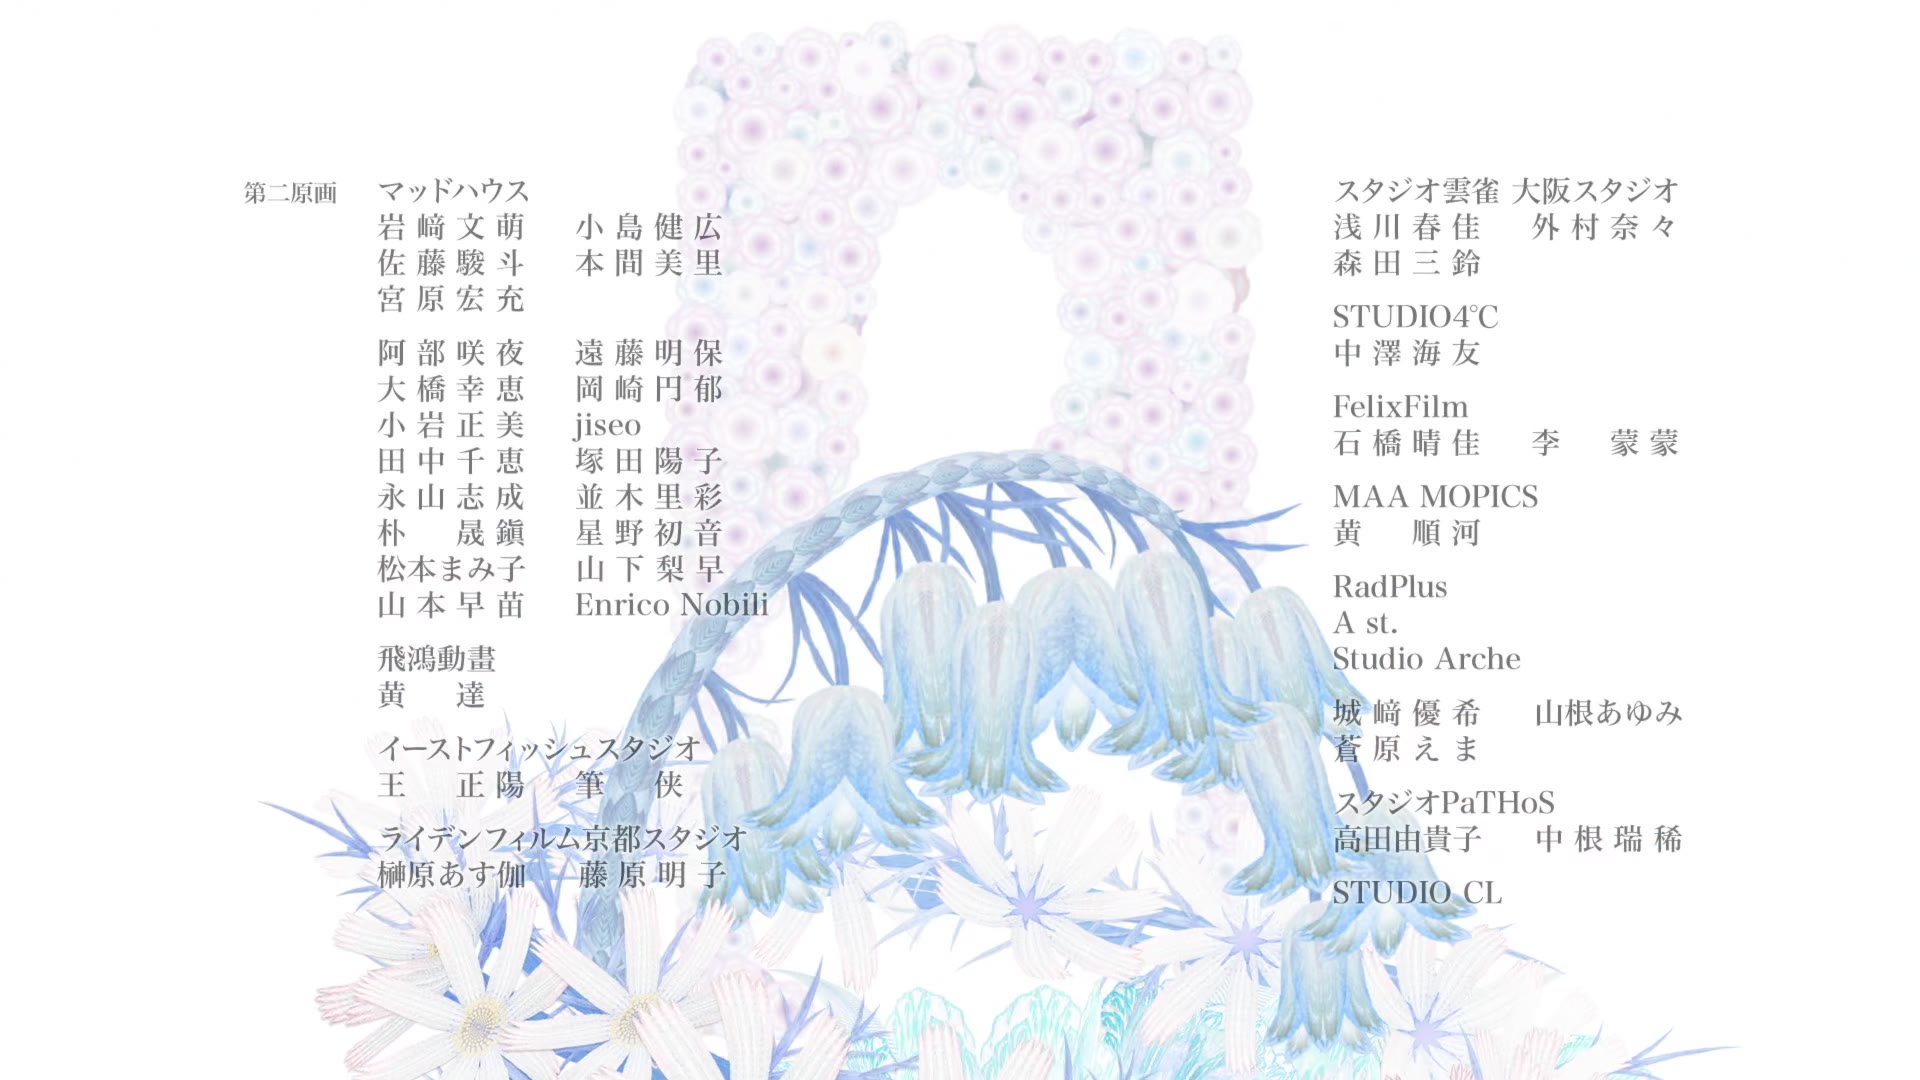 第二原画 マッドハウス
岩﨑文萌 小島健広
佐藤駿斗 本間美里
宮原宏充
阿部咲夜 遠藤明保
大橋幸恵 岡崎円郁
小岩正美 jiseo
田中千恵 塚田陽子
永山志成 並木里彩
朴 晟鎭 星野初音
松本まみ子 山下梨早
山本早苗 Enrico Nobili
飛鴻動畫
黄 達
イーストフィッシュスタジオ
王 正陽 筆 侠
ライデンフィルム京都スタジオ
榊原あす伽 藤原明子
スタジオ雲雀 大阪スタジオ
浅川春佳 外村奈々
森田三鈴
STUDIO4℃
中澤海友
FelixFilm
石橋晴佳 李 蒙蒙
MAA MOPICS
黄 順河
RadPlus
A st.
Studio Arche
城﨑優希 山根あゆみ
蒼原えま
スタジオPaTHoS
高田由貴子 中根瑞稀
STUDIO CL